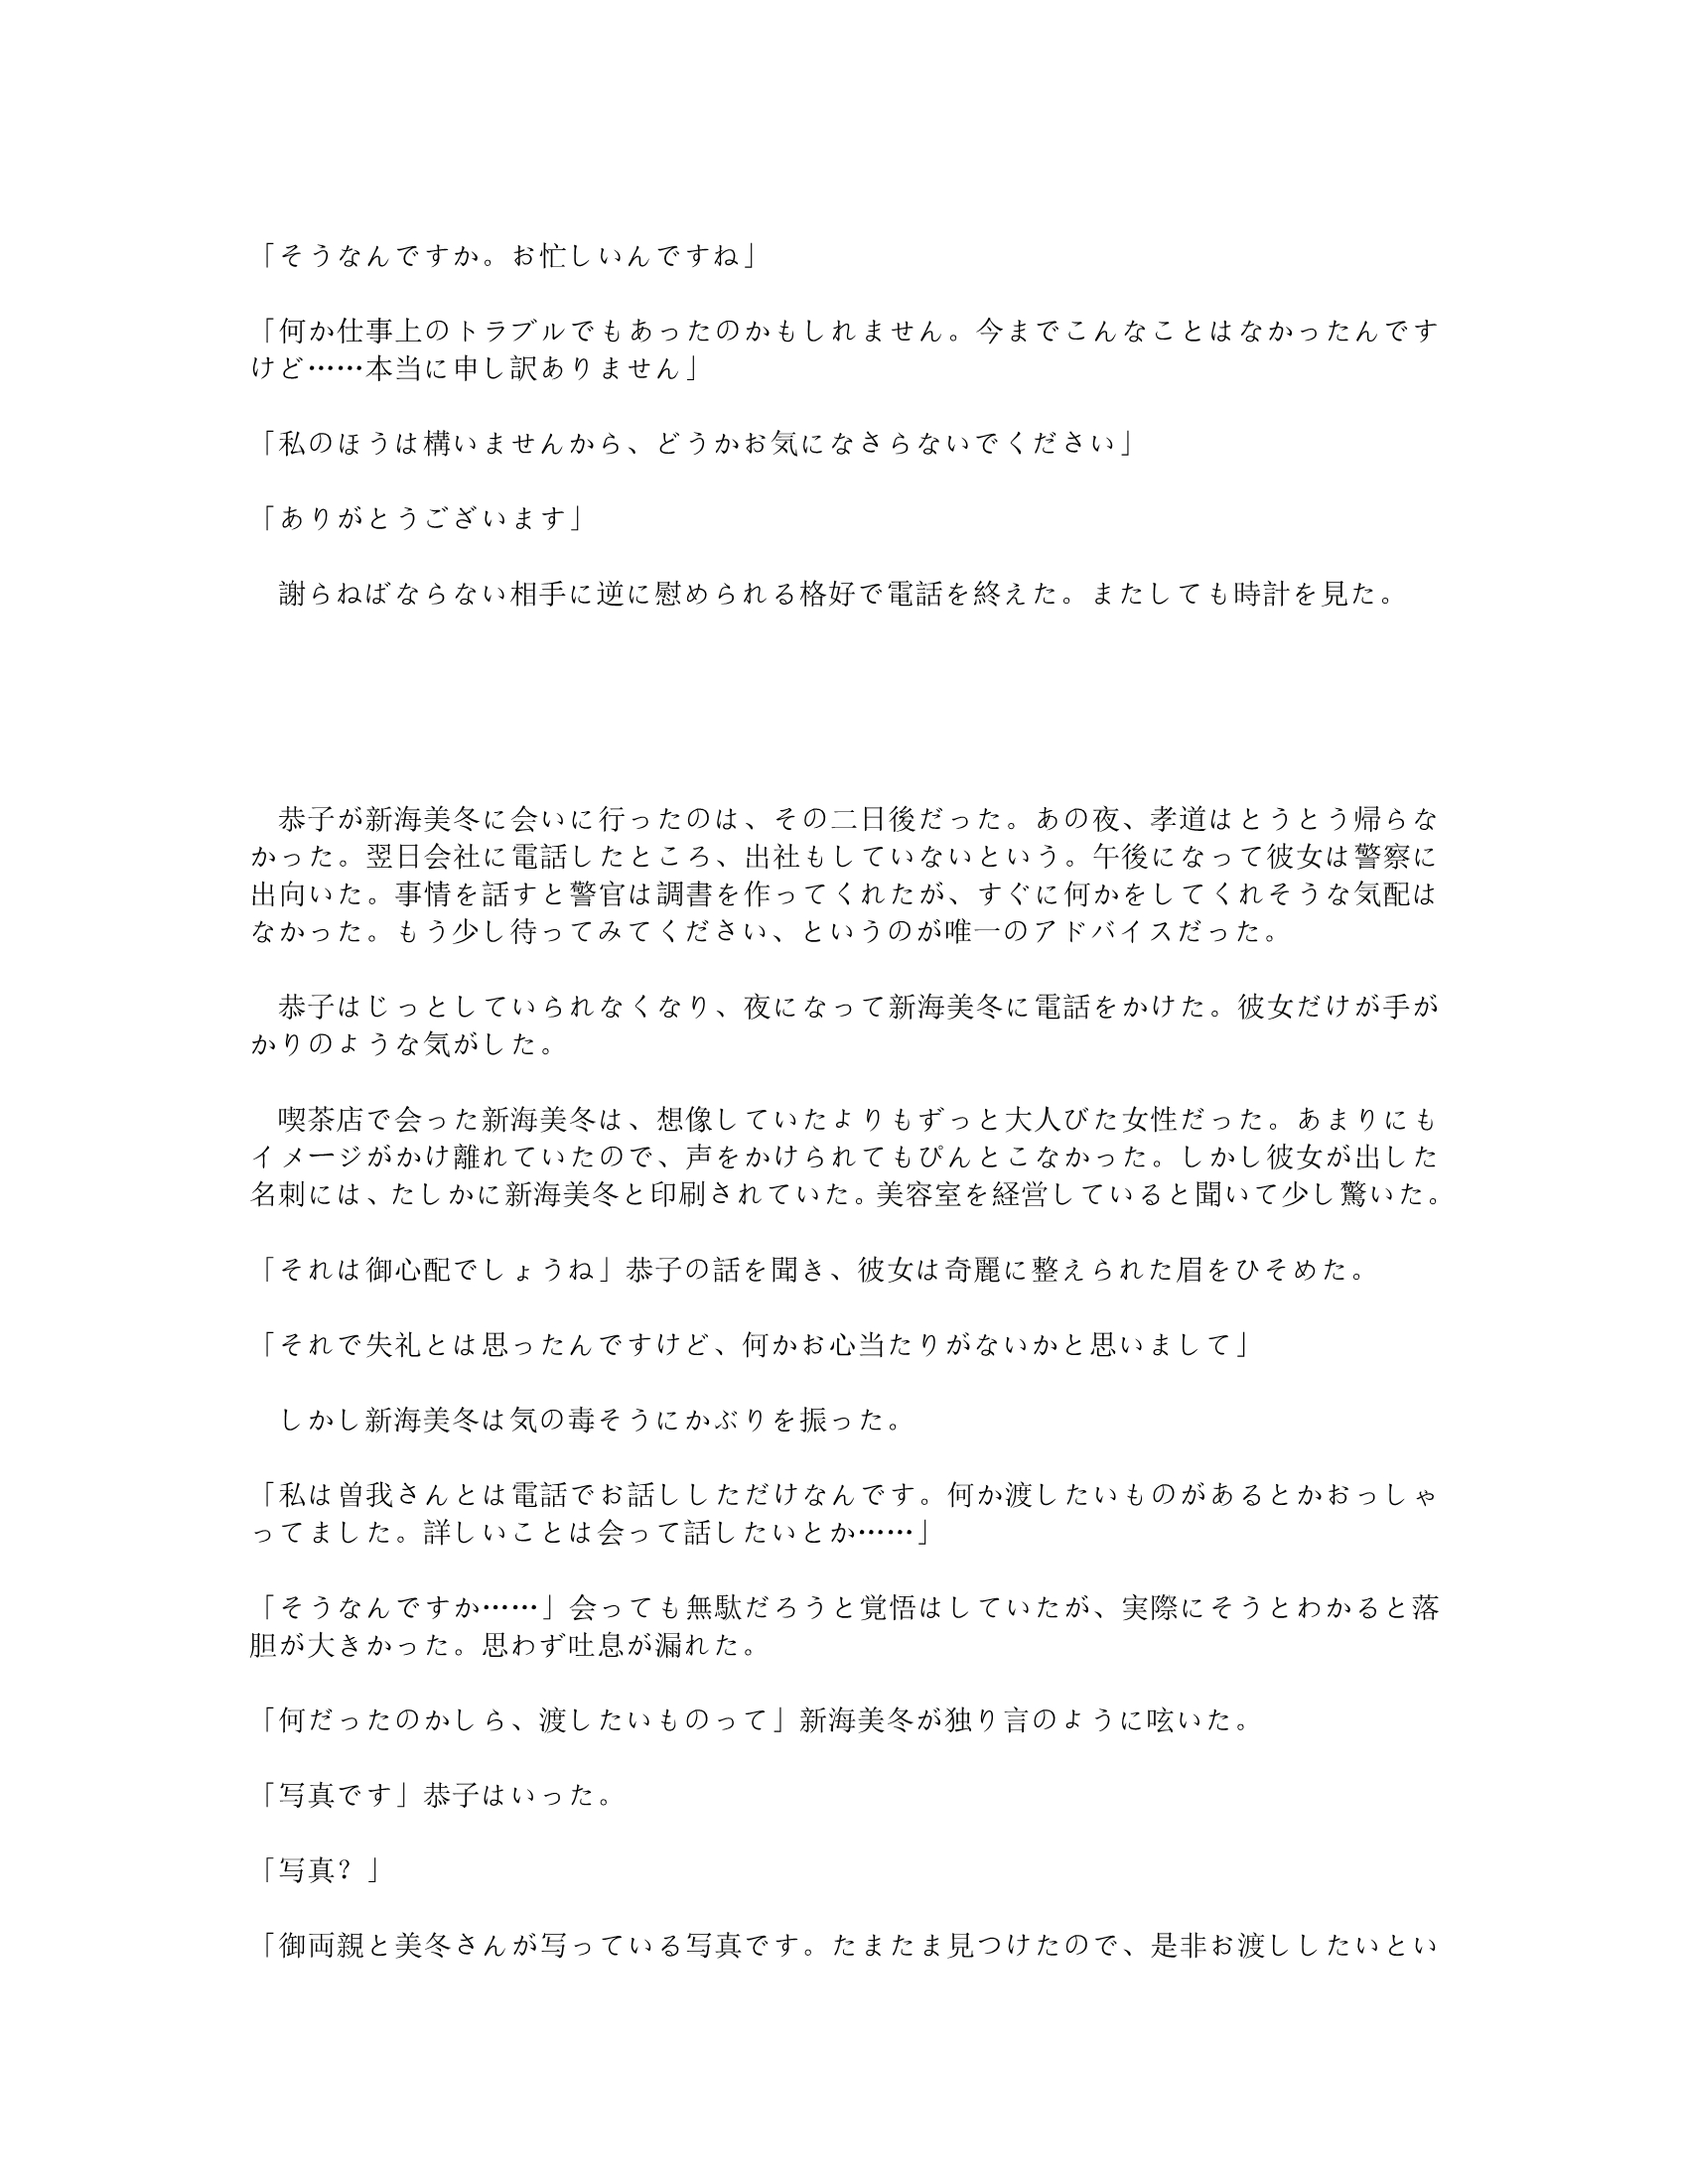 「そうなんですか。お忙しいんですね」
「何か仕事上のトラブルでもあったのかもしれません。今までこんなことはなかったんです
けど……本当に申し訳ありません」
「私のほうは構いませんから、どうかお気になさらないでください」
「ありがとうございます」
　謝らねばならない相手に逆に慰められる格好で電話を終えた。またしても時計を見た。
　恭子が新海美冬に会いに行ったのは、その二日後だった。あの夜、孝道はとうとう帰らな
かった。翌日会社に電話したところ、出社もしていないという。午後になって彼女は警察に
出向いた。事情を話すと警官は調書を作ってくれたが、すぐに何かをしてくれそうな気配は
なかった。もう少し待ってみてください、というのが唯一のアドバイスだった。
　恭子はじっとしていられなくなり、夜になって新海美冬に電話をかけた。彼女だけが手が
かりのような気がした。
　喫茶店で会った新海美冬は、想像していたよりもずっと大人びた女性だった。あまりにも
イメージがかけ離れていたので、声をかけられてもぴんとこなかった。しかし彼女が出した
名刺には、たしかに新海美冬と印刷されていた。美容室を経営していると聞いて少し驚いた。
「それは御心配でしょうね」恭子の話を聞き、彼女は奇麗に整えられた眉をひそめた。
「それで失礼とは思ったんですけど、何かお心当たりがないかと思いまして」
　しかし新海美冬は気の毒そうにかぶりを振った。
「私は曽我さんとは電話でお話ししただけなんです。何か渡したいものがあるとかおっしゃ
ってました。詳しいことは会って話したいとか……」
「そうなんですか……」会っても無駄だろうと覚悟はしていたが、実際にそうとわかると落
胆が大きかった。思わず吐息が漏れた。
「何だったのかしら、渡したいものって」新海美冬が独り言のように呟いた。
「写真です」恭子はいった。
「写真？」
「御両親と美冬さんが写っている写真です。たまたま見つけたので、是非お渡ししたいとい